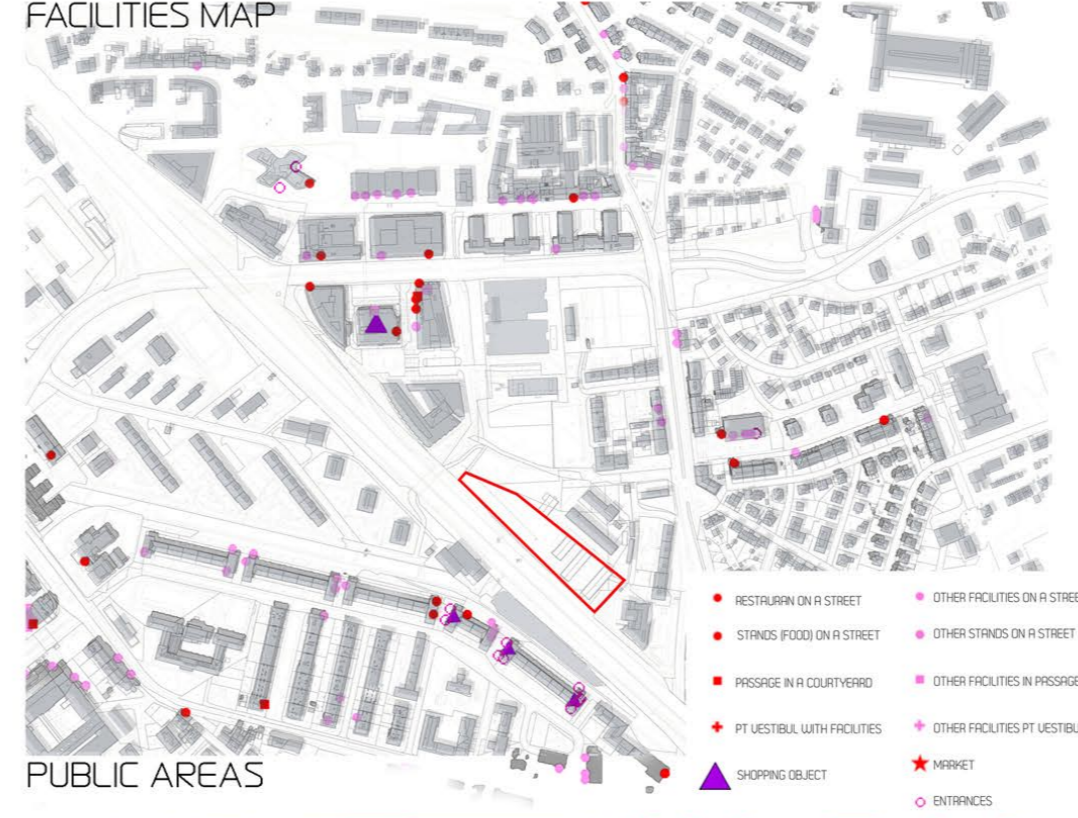 FACILITIES MAP
RESTAURAN ON A STREET
STANDS (FOOD) ON A STREET
PASSAGE IN A COURTYEARD
PT VESTIBUL WITH FACILITIES
SHOPPING OBJECT
OTHER FACILITIES ON A STREE
OTHER STANDS ON A STREET
OTHER FACILITIES IN PASSAGE
OTHER FACILITIES PT VESTIBU
MARKET
ENTRANCES
PUBLIC AREAS